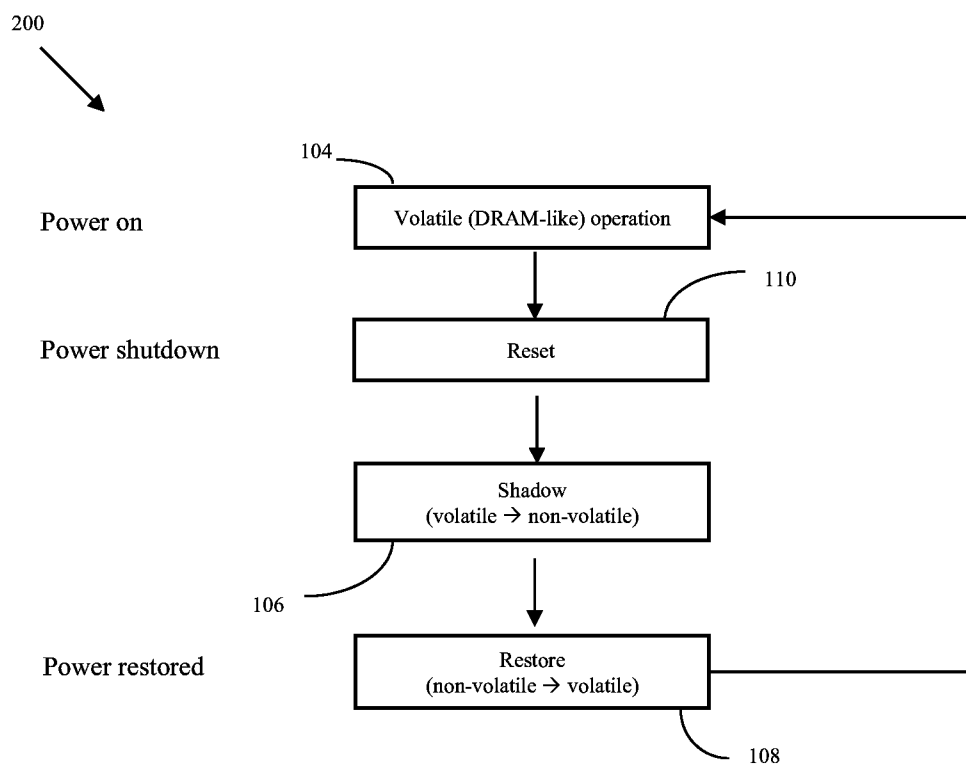 200
104
Power on
Volatile (DRAM-like) operation
110
Power shutdown
Reset
Shadow
(volatile → non-volatile)
106
Power restored
Restore
(non-volatile → volatile)
108